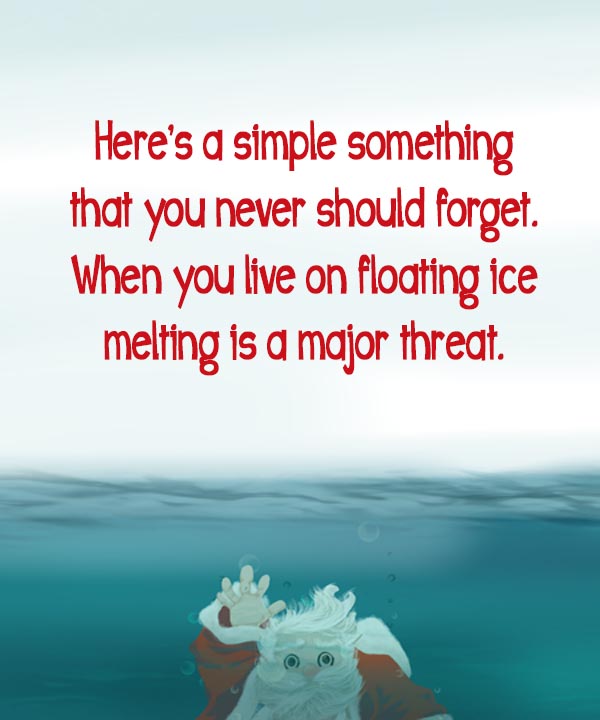 Here's a simple something
that you never should forget.
When you live on floating ice
melting is a major threat.